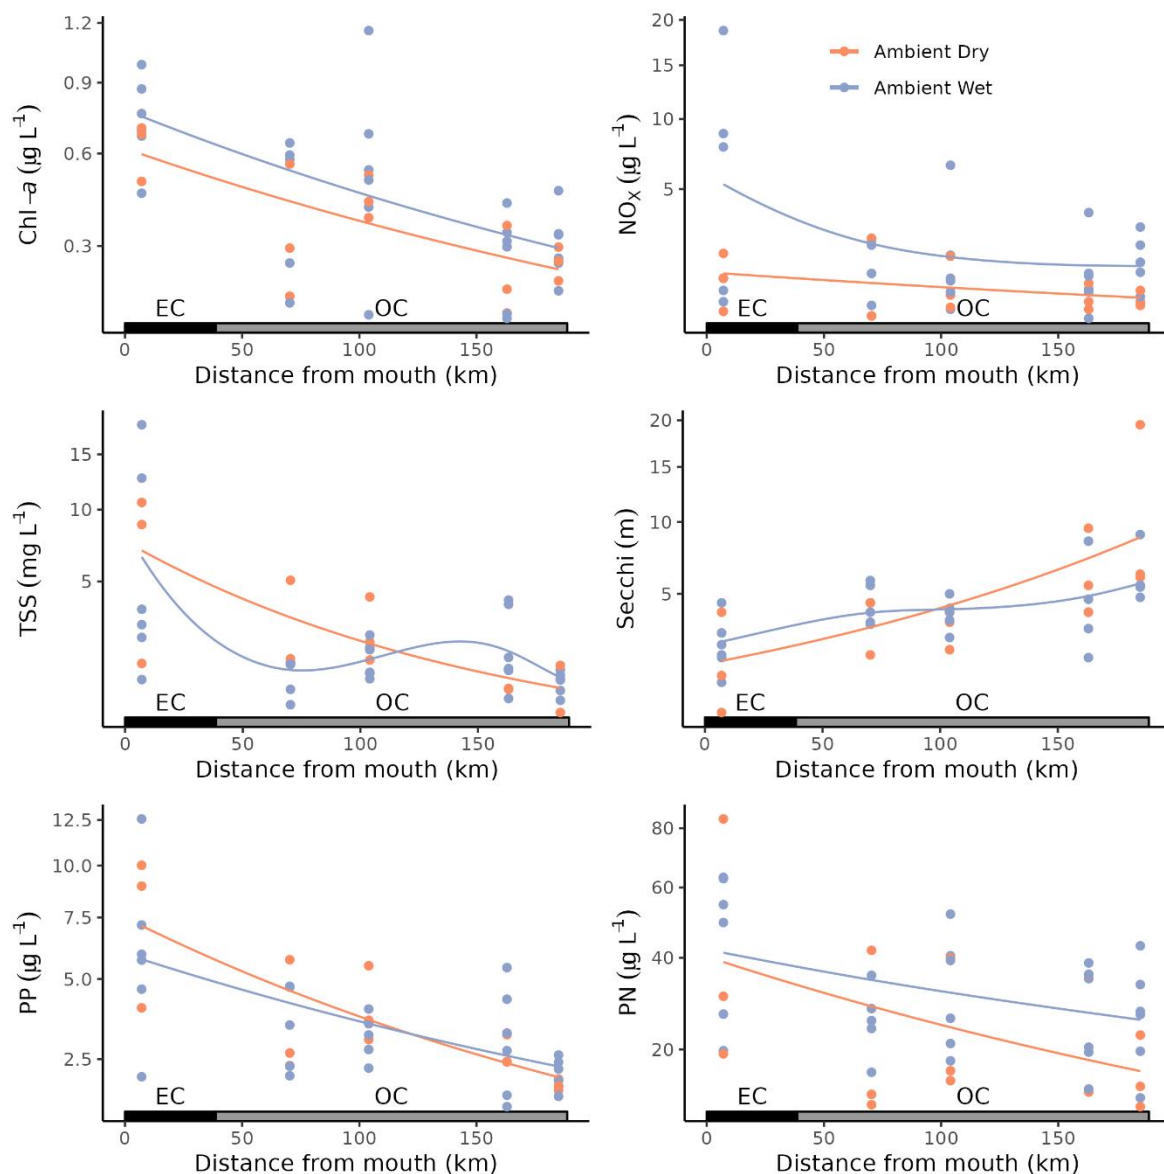 1.2
0.9
0.6
0.3
Chl-a (µg L-1)
EC
OC
0
50
100
150
Distance from mouth (km)
20
15
10
5
NOX (µg L-1)
Ambient Dry
Ambient Wet
EC
OC
0
50
100
150
Distance from mouth (km)
15
10
5
TSS (mg L-1)
EC
OC
0
50
100
150
Distance from mouth (km)
20
15
10
5
Secchi (m)
EC
OC
0
50
100
150
Distance from mouth (km)
12.5
10.0
7.5
5.0
2.5
PP (µg L-1)
EC
OC
0
50
100
150
Distance from mouth (km)
80
60
40
20
PN (µg L-1)
EC
OC
0
50
100
150
Distance from mouth (km)